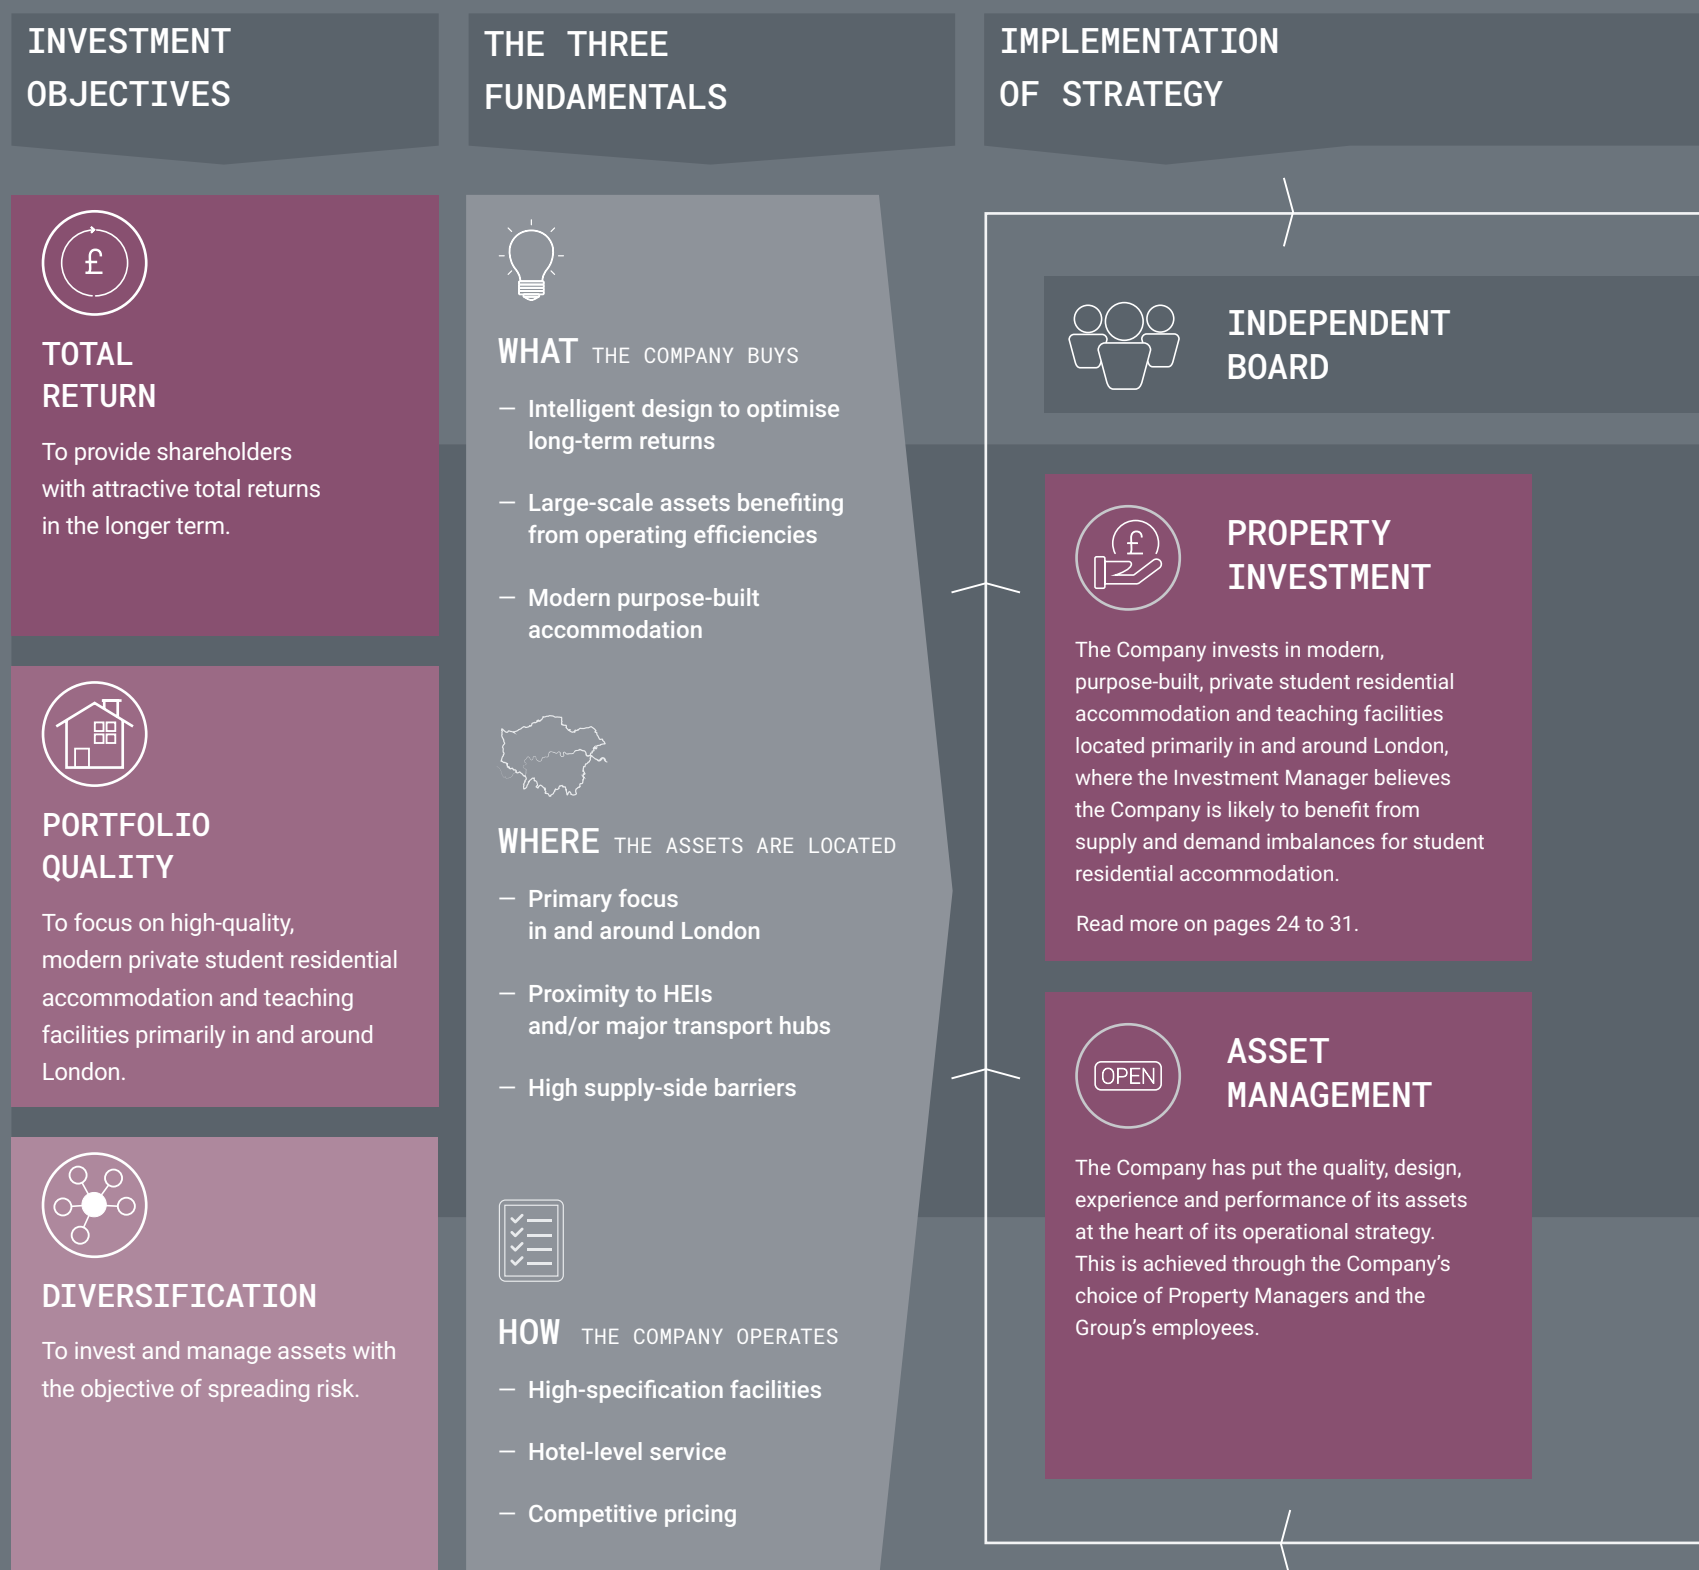 INVESTMENT
OBJECTIVES
TOTAL
RETURN
To provide shareholders
with attractive total returns
in the longer term.
PORTFOLIO
QUALITY
To focus on high-quality,
modern private student residential
accommodation and teaching
facilities primarily in and around
London.
DIVERSIFICATION
To invest and manage assets with
the objective of spreading risk.
THE THREE
FUNDAMENTALS
WHAT THE COMPANY BUYS
— Intelligent design to optimise
long-term returns
— Large-scale assets benefiting
from operating efficiencies
— Modern purpose-built
accommodation
WHERE THE ASSETS ARE LOCATED
— Primary focus
in and around London
— Proximity to HEIs
and/or major transport hubs
— High supply-side barriers
HOW THE COMPANY OPERATES
— High-specification facilities
— Hotel-level service
— Competitive pricing
IMPLEMENTATION
OF STRATEGY
INDEPENDENT
BOARD
£
£
PROPERTY
INVESTMENT
The Company invests in modern,
purpose-built, private student residential
accommodation and teaching facilities
located primarily in and around London,
where the Investment Manager believes
the Company is likely to benefit from
supply and demand imbalances for student
residential accommodation.
Read more on pages 24 to 31.
OPEN
ASSET
MANAGEMENT
The Company has put the quality, design,
experience and performance of its assets
at the heart of its operational strategy.
This is achieved through the Company’s
choice of Property Managers and the
Group’s employees.